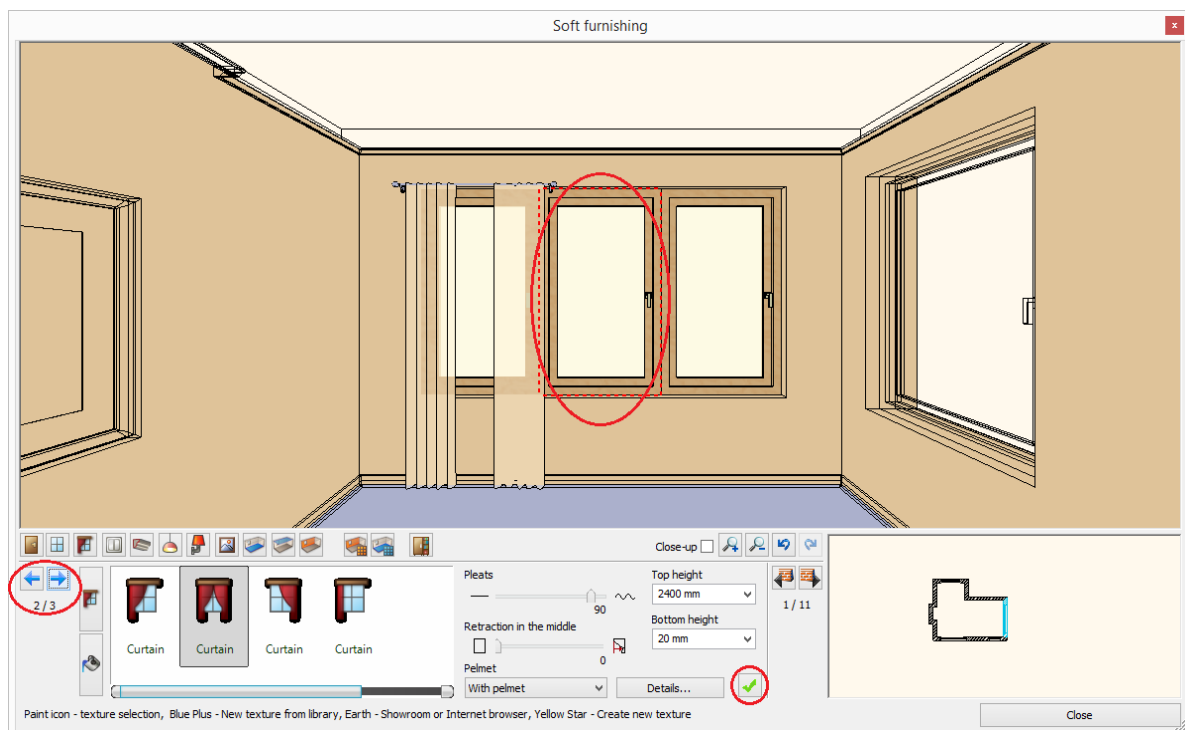 Soft furnishing
x
Close-up
2 / 3
Curtain
Curtain
Curtain
Curtain
Pleats
90
Retraction in the middle
0
Pelmet
With pelmet
Top height
2400 mm
Bottom height
20 mm
Details...
1 / 11
Paint icon - texture selection, Blue Plus - New texture from library, Earth - Showroom or Internet browser, Yellow Star - Create new texture
Close